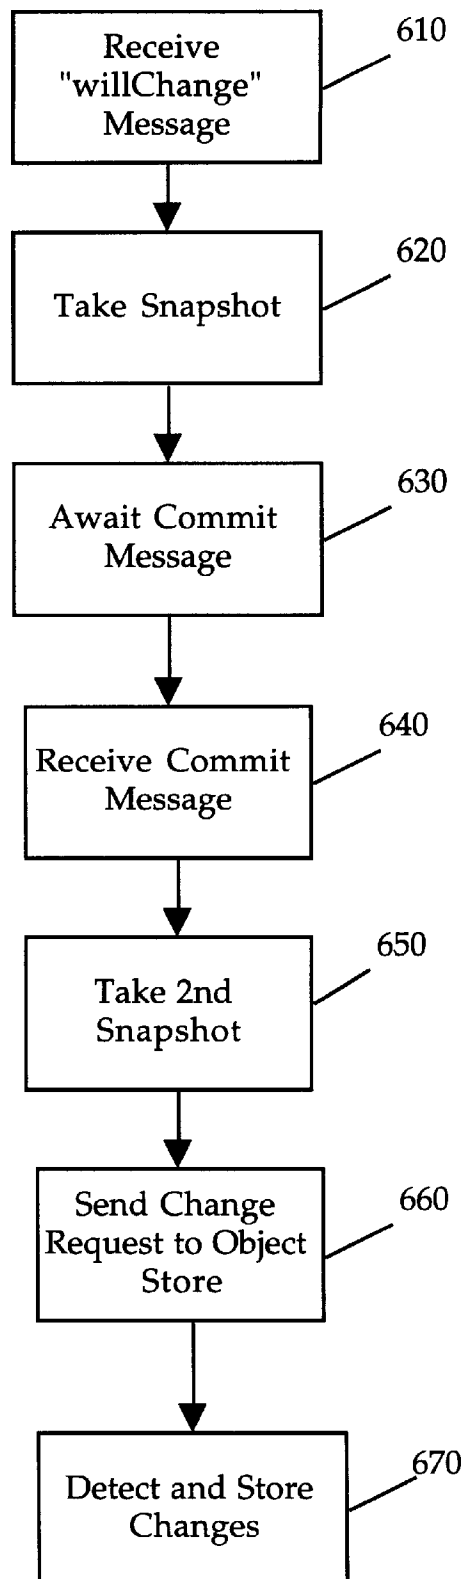 610
Receive
"willChange"
Message
620
Take Snapshot
630
Await Commit
Message
640
Receive Commit
Message
650
Take 2nd
Snapshot
660
Send Change
Request to Object
Store
670
Detect and Store
Changes